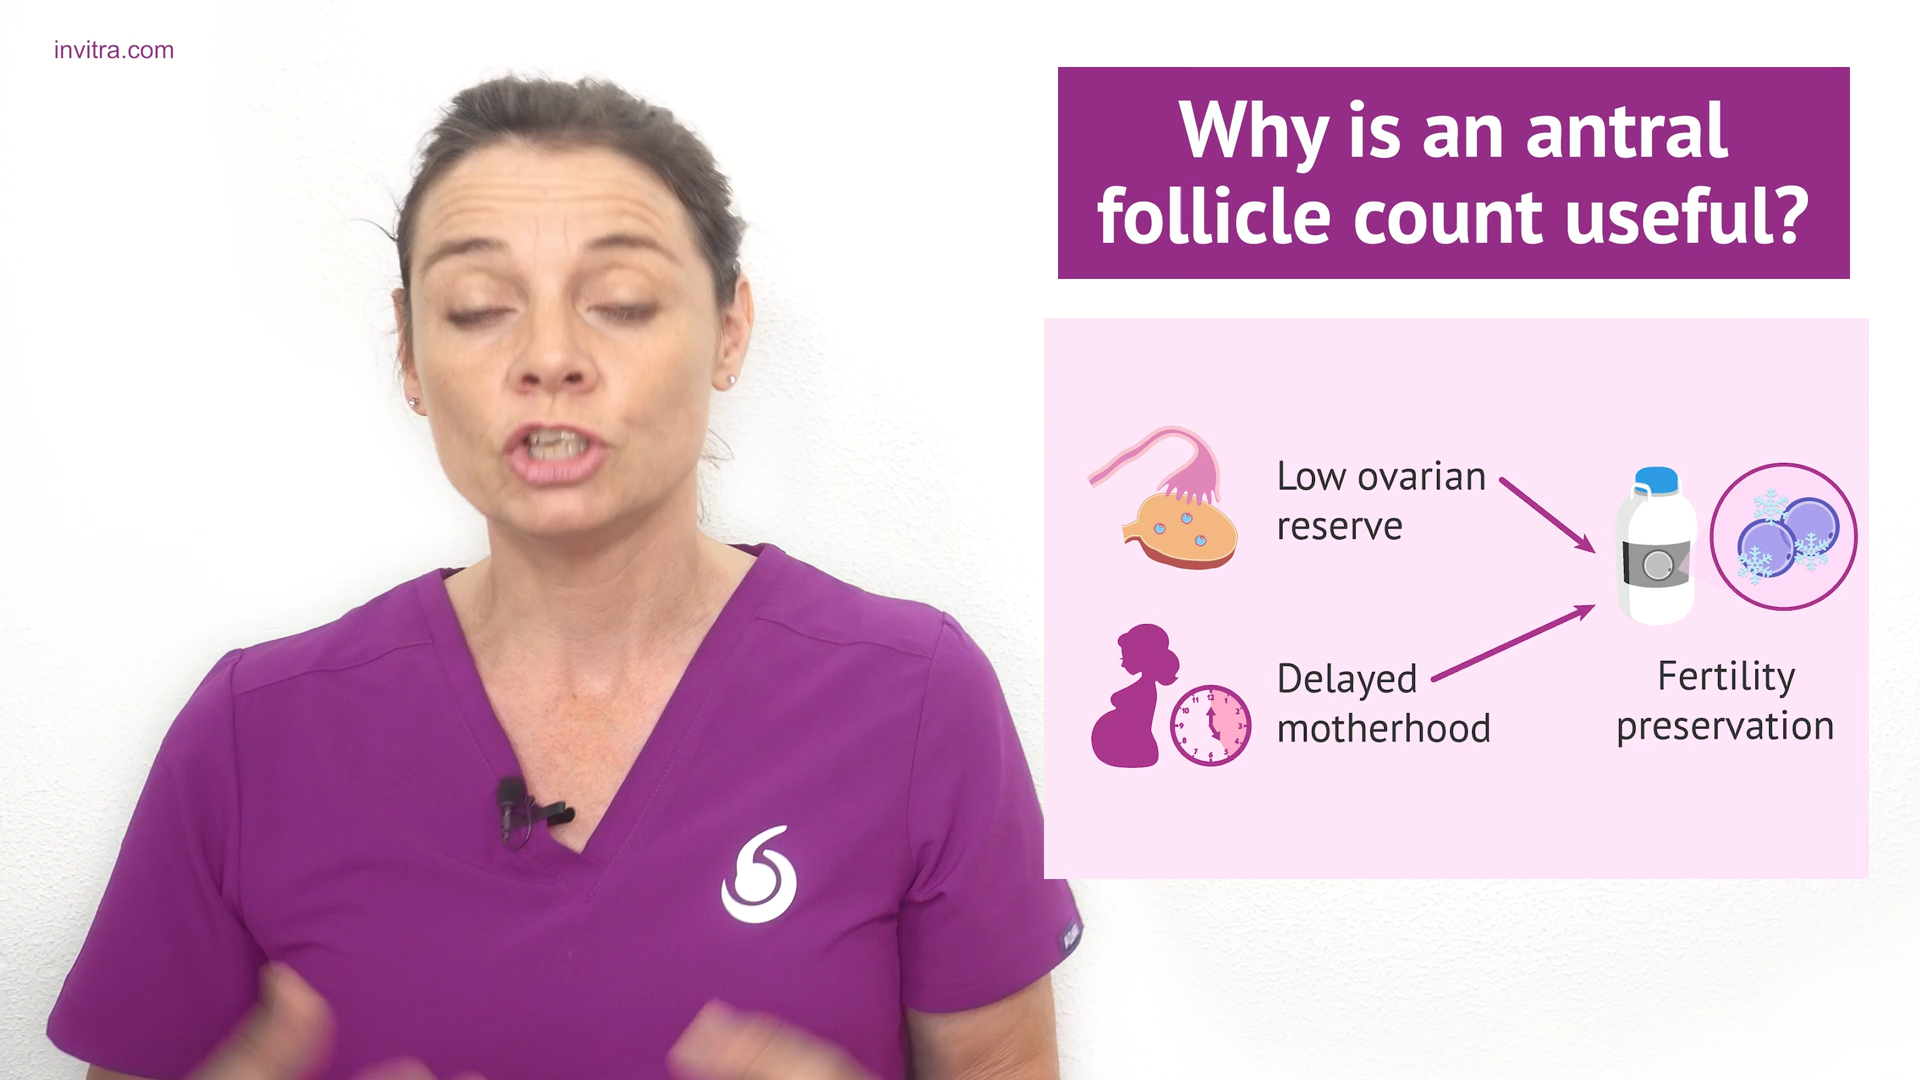 invitra.com
Why is an antral
follicle count useful?
Low ovarian
reserve
Delayed
motherhood
Fertility
preservation